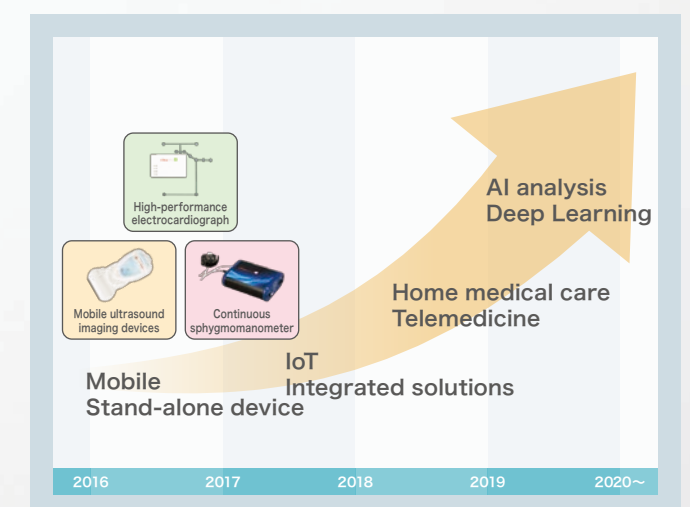 High-performance
electrocardiograph
Mobile ultrasound
imaging devices
Continuous
sphygmomanometer
AI analysis
Deep Learning
Home medical care
Telemedicine
IoT
Integrated solutions
Mobile
Stand-alone device
2016
2017
2018
2019
2020～